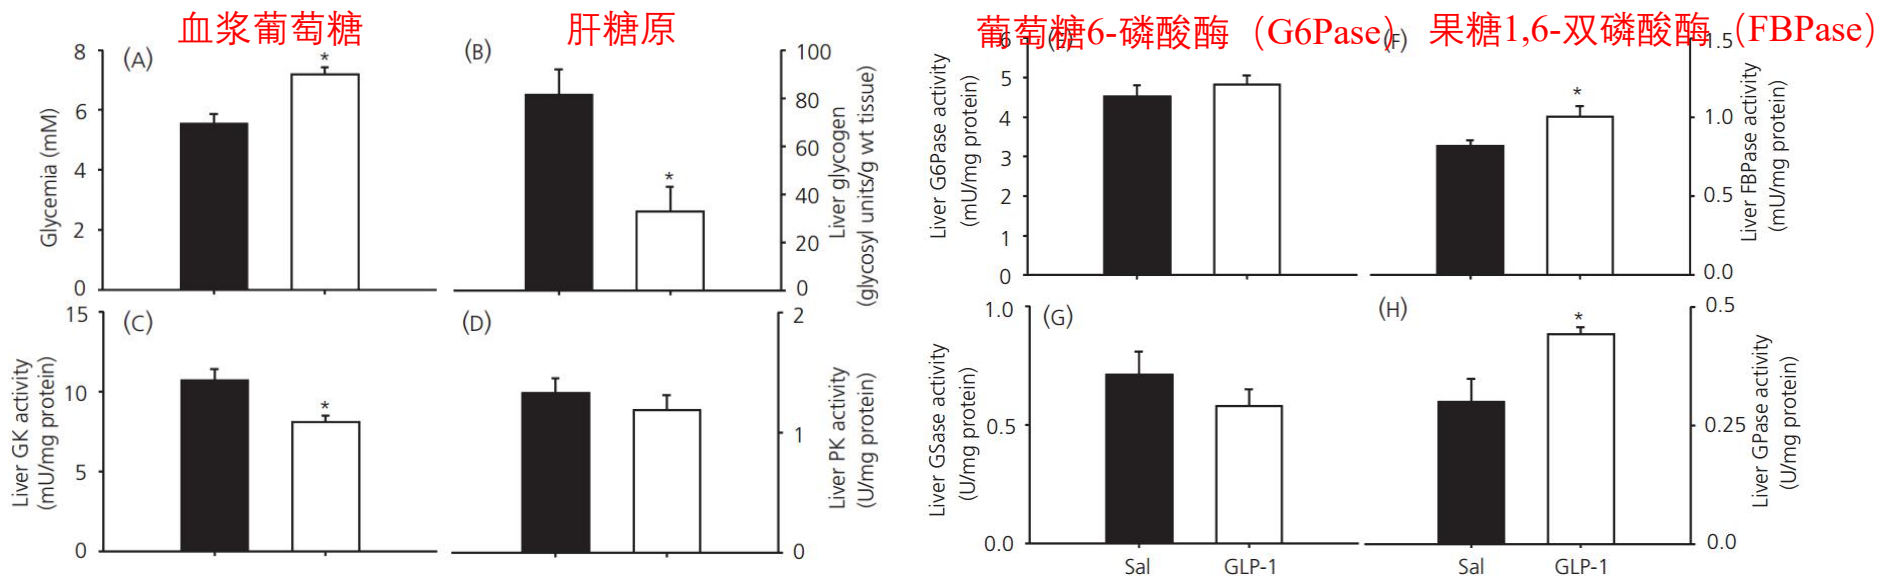 血浆葡萄糖
肝糖原
葡萄糖6-磷酸酶（G6Pase）
果糖1,6-双磷酸酶（FBPase）
(A)
8
6
4
2
0
Glycemia (mM)
*
(B)
100
80
60
40
20
0
Liver glycogen
(glycosyl units/g wt tissue)
*
(C)
15
10
5
0
Liver GK activity
(mU/mg protein)
*
(D)
2
1
0
Liver PK activity
(U/mg protein)
6
5
4
3
2
1
0
Liver G6Pase activity
(mU/mg protein)
(F)
1.5
1.0
0.5
0.0
Liver FBPase activity
(mU/mg protein)
*
(G)
1.0
0.5
0.0
Liver GSase activity
(U/mg protein)
Sal
GLP-1
(H)
0.5
0.25
0.0
Liver GPase activity
(U/mg protein)
*
Sal
GLP-1